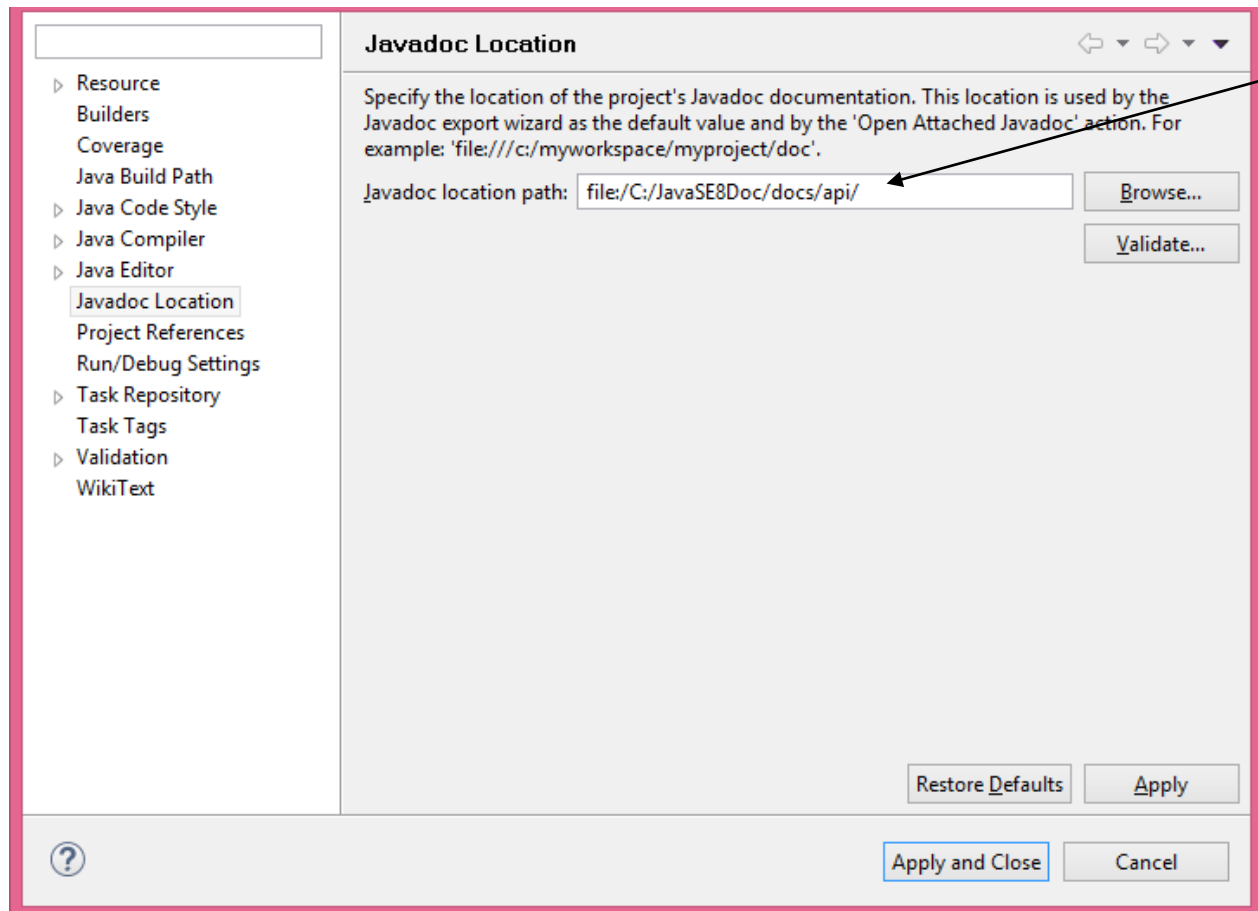 Resource
Builders
Coverage
Java Build Path
Java Code Style
Java Compiler
Java Editor
Javadoc Location
Project References
Run/Debug Settings
Task Repository
Task Tags
Validation
WikiText
Javadoc Location
Specify the location of the project's Javadoc documentation. This location is used by the
Javadoc export wizard as the default value and by the 'Open Attached Javadoc' action. For
example: 'file:///c:/myworkspace/myproject/doc'.
Javadoc location path: file:/C:/JavaSE8Doc/docs/api/ Browse...
Validate...
Restore Defaults Apply
? Apply and Close Cancel